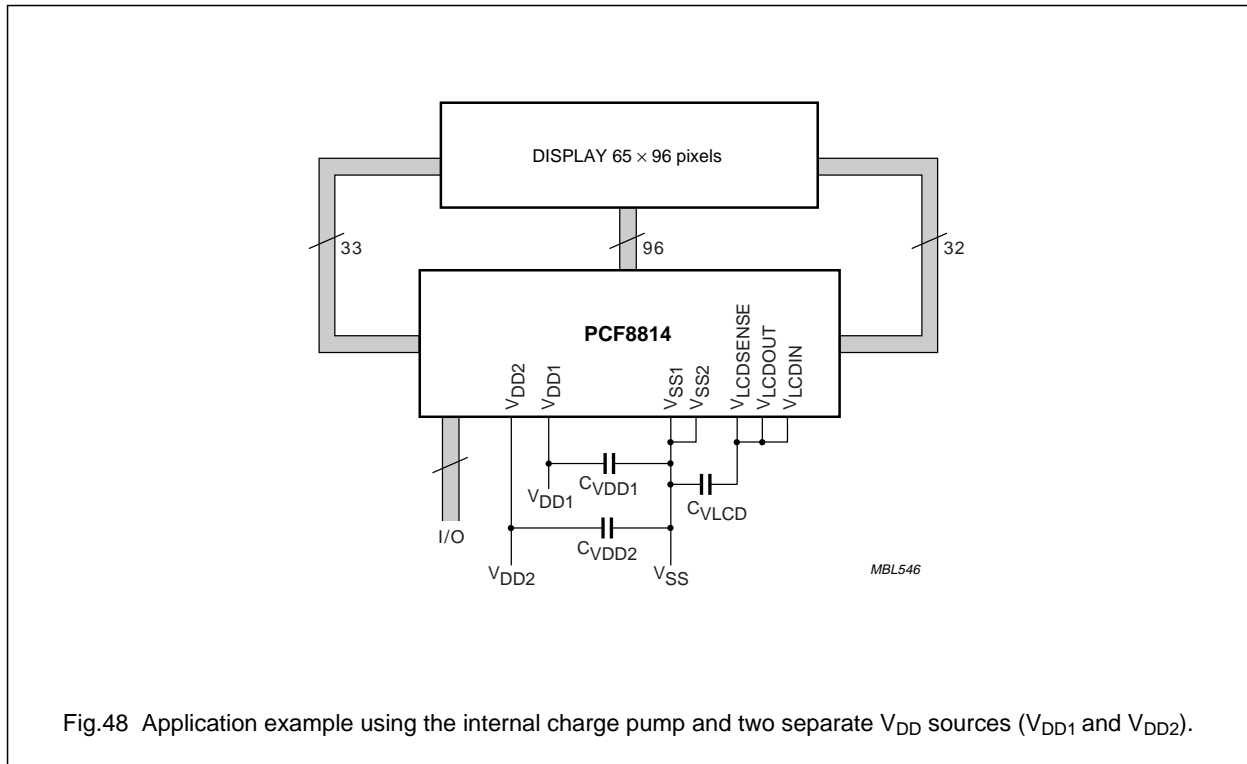 DISPLAY 65 × 96 pixels
33
96
32
PCF8814
VDD2
VDD1
VSS1
VSS2
VLCDSENSE
VLCDOUT
VLCDIN
VDD1
CVDD1
CVLCD
I/O
CVDD2
VDD2
VSS
MBL546
Fig.48 Application example using the internal charge pump and two separate VDD sources (VDD1 and VDD2).